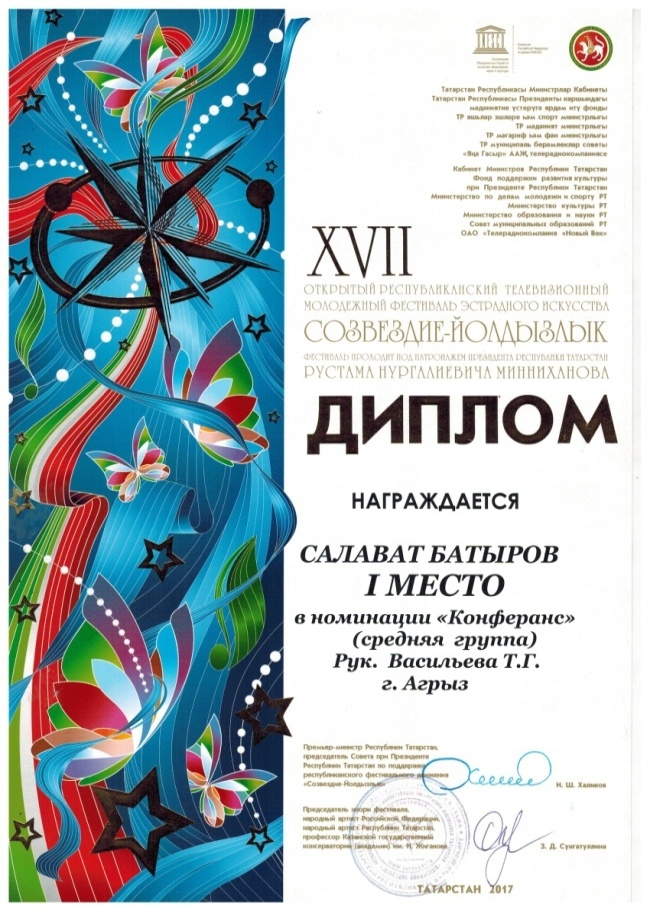 Татарстан Республикасы Министрлар Кабинеты
Татарстан Республикасы Президенты каршындагы
мәдәниятне үстерүгә ярдәм итү фонды
ТР яшьләр эшләре һәм спорт министрлыгы
ТР мәдәният министрлыгы
ТР мәгариф һәм фән министрлыгы
ТР муниципаль берәмлекләр советы
«Яңа Гасыр» ААҖ телерадиокомпаниясе
Кабинет Министров Республики Татарстан
Фонд поддержки развития культуры
при Президенте Республики Татарстан
Министерство по делам молодежи и спорту РТ
Министерство культуры РТ
Министерство образования и науки РТ
Совет муниципальных образований РТ
ОАО «Телерадиокомпания «Новый Век»
XVII
ОТКРЫТЫЙ РЕСПУБЛИКАНСКИЙ ТЕЛЕВИЗИОННЫЙ
МОЛОДЕЖНЫЙ ФЕСТИВАЛЬ ЭСТРАДНОГО ИСКУССТВА
СОЗВЕЗДИЕ-ЙОЛДЫЗЛЫК
ФЕСТИВАЛЬ ПРОХОДИТ ПОД ПАТРОНАЖЕМ ПРЕЗИДЕНТА РЕСПУБЛИКИ ТАТАРСТАН
РУСТАМА НУРГАЛИЕВИЧА МИННИХАНОВА
ДИПЛОМ
НАГРАЖДАЕТСЯ
САЛАВАТ БАТЫРОВ
I МЕСТО
в номинации «Конферанс»
(средняя группа)
Рук. Васильева Т.Г.
г. Агрыз
Премьер-министр Республики Татарстан,
председатель Совета при Президенте
Республики Татарстан по поддержке
республиканского фестивального движения
«Созвездие-Йолдызлык»
И. Ш. Халиков
Председатель жюри фестиваля,
народный артист Российской Федерации,
народный артист Республики Татарстан,
профессор Казанской государственной
консерватории (академии) им. Н. Жиганова
З. Д. Сунгатуллина
ТАТАРСТАН 2017